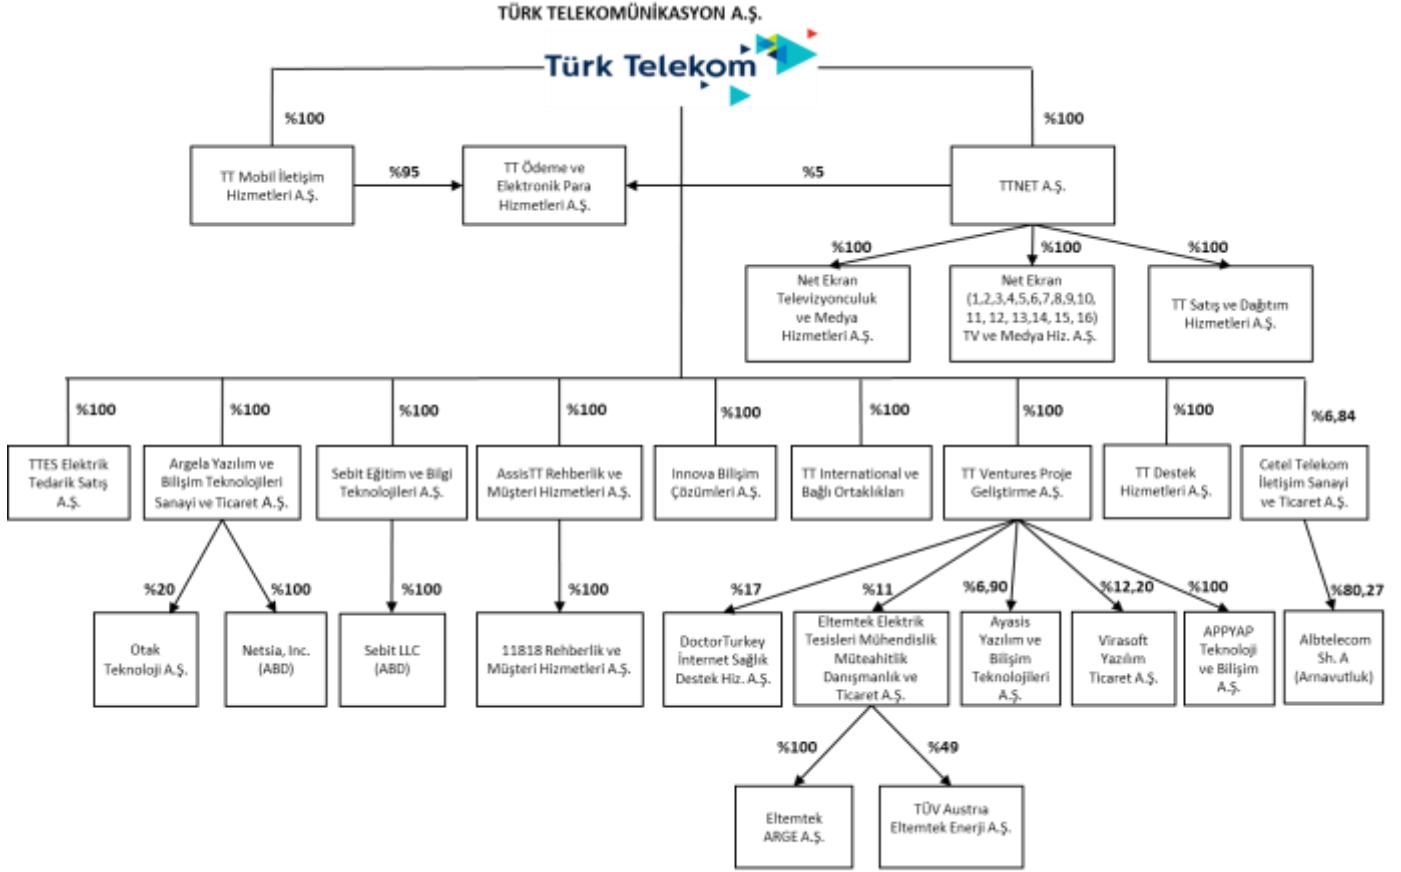 TÜRK TELEKOMÜNİKASYON A.Ş.
Türk Telekom
%100
%100
TT Mobil İletişim
Hizmetleri A.Ş.
%95
TT Ödeme ve
Elektronik Para
Hizmetleri A.Ş.
%5
TTNET A.Ş.
%100
%100
%100
Net Ekran
Televizyonculuk
ve Medya
Hizmetleri A.Ş.
Net Ekran
(1,2,3,4,5,6,7,8,9,10,
11, 12, 13,14, 15, 16)
TV ve Medya Hiz. A.Ş.
TT Satış ve Dağıtım
Hizmetleri A.Ş.
%100
%100
%100
%100
%100
%100
%100
%100
%6,84
TTES Elektrik
Tedarik Satış
A.Ş.
Argela Yazılım ve
Bilişim Teknolojileri
Sanayi ve Ticaret A.Ş.
Sebit Eğitim ve Bilgi
Teknolojileri A.Ş.
AssisTT Rehberlik ve
Müşteri Hizmetleri A.Ş.
Innova Bilişim
Çözümleri A.Ş.
TT International ve
Bağlı Ortaklıkları
TT Ventures Proje
Geliştirme A.Ş.
TT Destek
Hizmetleri A.Ş.
Cetel Telekom
İletişim Sanayi
ve Ticaret A.Ş.
%20
%100
%100
%100
%17
%11
%6,90
%12,20
%100
%80,27
Otak
Teknoloji A.Ş.
Netsia, Inc.
(ABD)
Sebit LLC
(ABD)
11818 Rehberlik ve
Müşteri Hizmetleri A.Ş.
DoctorTurkey
İnternet Sağlık
Destek Hiz. A.Ş.
Eltemtek Elektrik
Tesisleri Mühendislik
Müteahitlik
Danışmanlık ve
Ticaret A.Ş.
Ayasis
Yazılım ve
Bilişim
Teknolojileri
A.Ş.
Virasoft
Yazılım
Ticaret A.Ş.
APPYAP
Teknoloji
ve Bilişim
A.Ş.
Albtelecom
Sh. A
(Arnavutluk)
%100
%49
Eltemtek
ARGE A.Ş.
TÜV Austrıa
Eltemtek Enerji A.Ş.